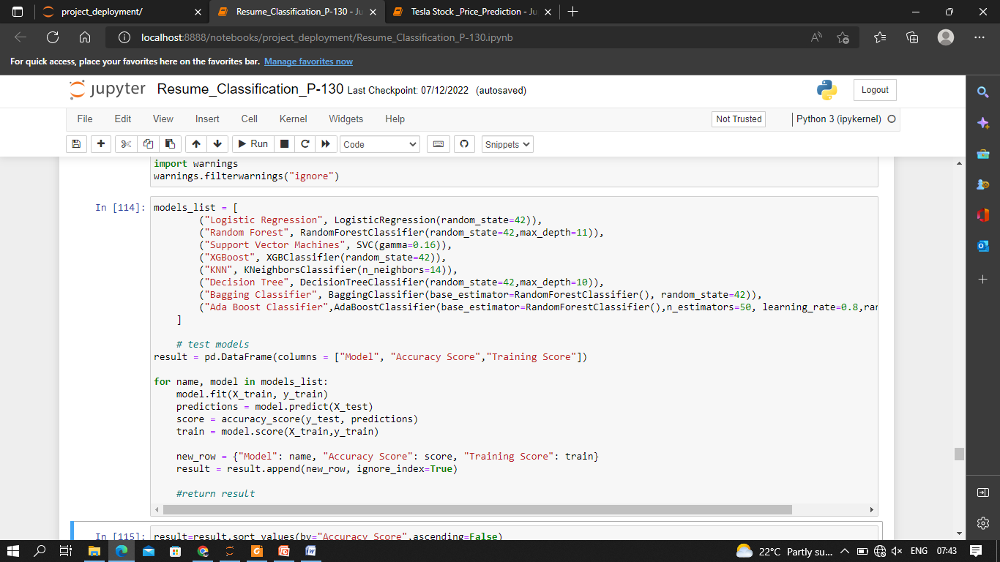 project_deployment/
Resume_Classification_P-130 - Ju
Tesla Stock _Price_Prediction - Ju
localhost:8888/notebooks/project_deployment/Resume_Classification_P-130.ipynb
For quick access, place your favorites here on the favorites bar. Manage favorites now
jupyter Resume_Classification_P-130 Last Checkpoint: 07/12/2022 (autosaved)
Logout
File Edit View Insert Cell Kernel Widgets Help
Not Trusted
Python 3 (ipykernel)
Run
Code
Snippets
import warnings
warnings.filterwarnings("ignore")
In [114]: models_list = [
("Logistic Regression", LogisticRegression(random_state=42)),
("Random Forest", RandomForestClassifier(random_state=42,max_depth=11)),
("Support Vector Machines", SVC(gamma=0.16)),
("XGBoost", XGBClassifier(random_state=42)),
("KNN", KNeighborsClassifier(n_neighbors=14)),
("Decision Tree", DecisionTreeClassifier(random_state=42,max_depth=10)),
("Bagging Classifier", BaggingClassifier(base_estimator=RandomForestClassifier(), random_state=42)),
("Ada Boost Classifier",AdaBoostClassifier(base_estimator=RandomForestClassifier(),n_estimators=50, learning_rate=0.8,ran
]
# test models
result = pd.DataFrame(columns = ["Model", "Accuracy Score","Training Score"])
for name, model in models_list:
model.fit(X_train, y_train)
predictions = model.predict(X_test)
score = accuracy_score(y_test, predictions)
train = model.score(X_train,y_train)
new_row = {"Model": name, "Accuracy Score": score, "Training Score": train}
result = result.append(new_row, ignore_index=True)
#return result
In [115]: result=result.sort_values(by="Accuracy Score",ascending=False)
22°C Partly su...
ENG
07:43